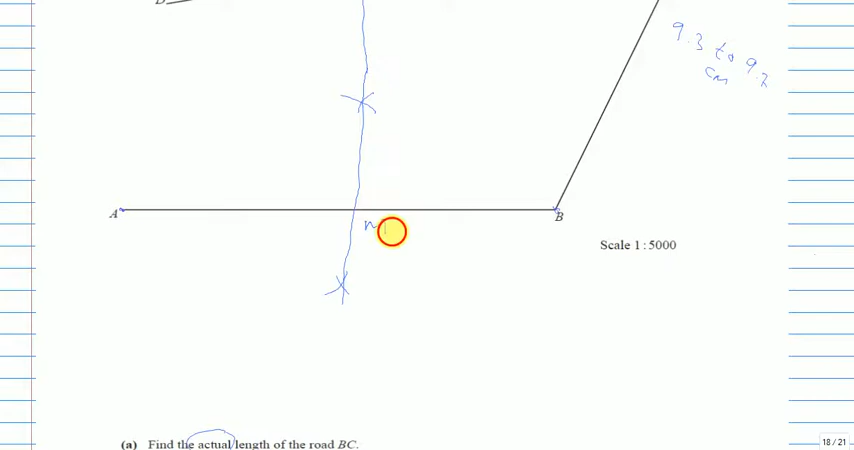 D
9.3 to 9.7
cm
A
B
Scale 1:5000
(a) Find the actual length of the road BC.
18 / 21